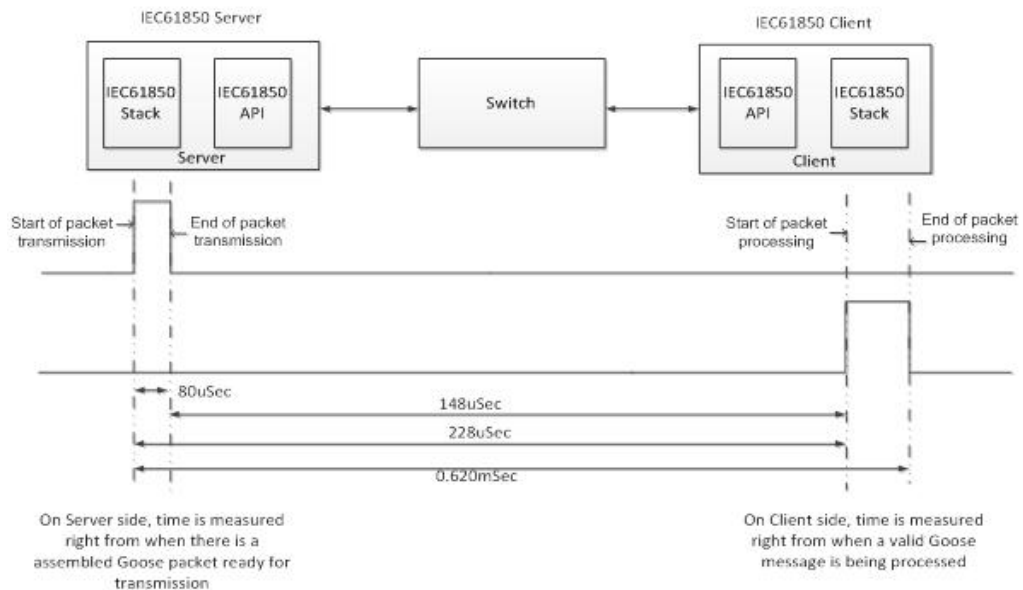 IEC61850 Server
IEC61850 Client
IEC61850
Stack
IEC61850
API
Server
Switch
IEC61850
API
IEC61850
Stack
Client
Start of packet
transmission
End of packet
transmission
Start of packet
processing
End of packet
processing
80uSec
148uSec
228uSec
0.620mSec
On Server side, time is measured
right from when there is a
assembled Goose packet ready for
transmission
On Client side, time is measured
right from when a valid Goose
message is being processed